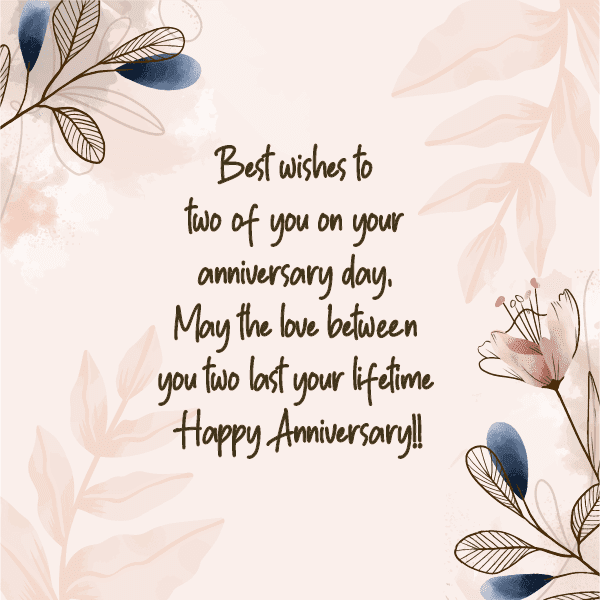 Best wishes to
two of you on your
anniversary day.
May the love between
you two last your lifetime
Happy Anniversary!!